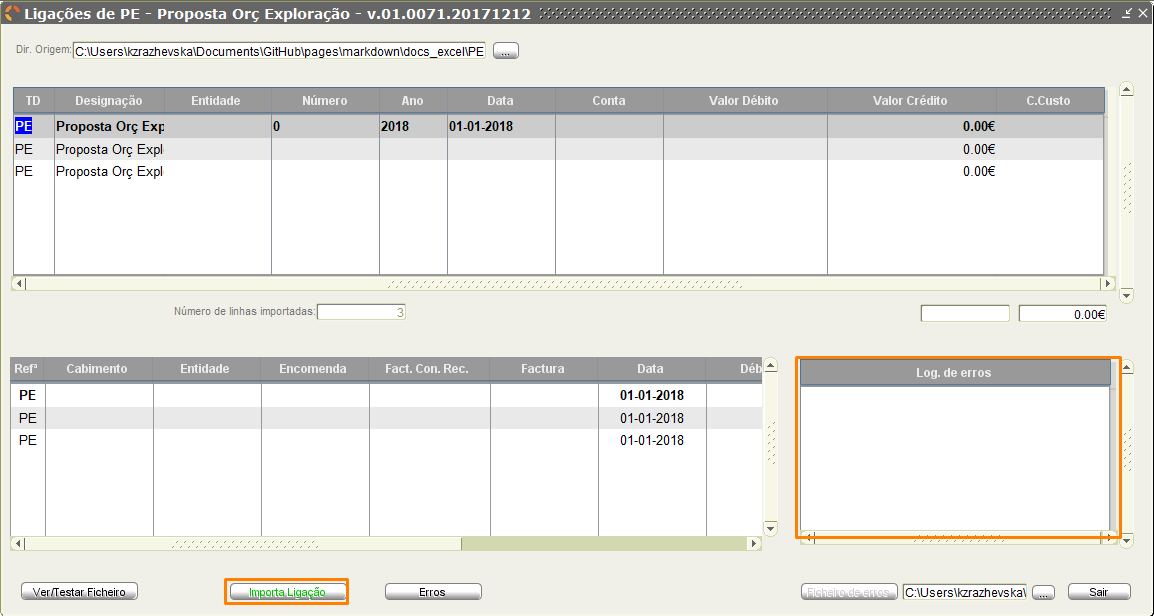 Ligações de PE - Proposta Orç Exploração - v.01.0071.20171212
Dir. Origem: C:\Users\kzrazhevska\Documents\GitHub\pages\markdown\docs_excel\PE ...
TD Designação Entidade Número Ano Data Conta Valor Débito Valor Crédito C.Custo
PE Proposta Orç Exp 0 2018 01-01-2018 0.00€
PE Proposta Orç Expl 0.00€
PE Proposta Orç Expl 0.00€
Número de linhas importadas: 3 0.00€
Refª Cabimento Entidade Encomenda Fact. Con. Rec. Factura Data Déb Log. de erros
PE 01-01-2018
PE 01-01-2018
PE 01-01-2018
Ver/Testar Ficheiro Importa Ligação Erros Ficheiro de erros C:\Users\kzrazhevska\ ... Sair